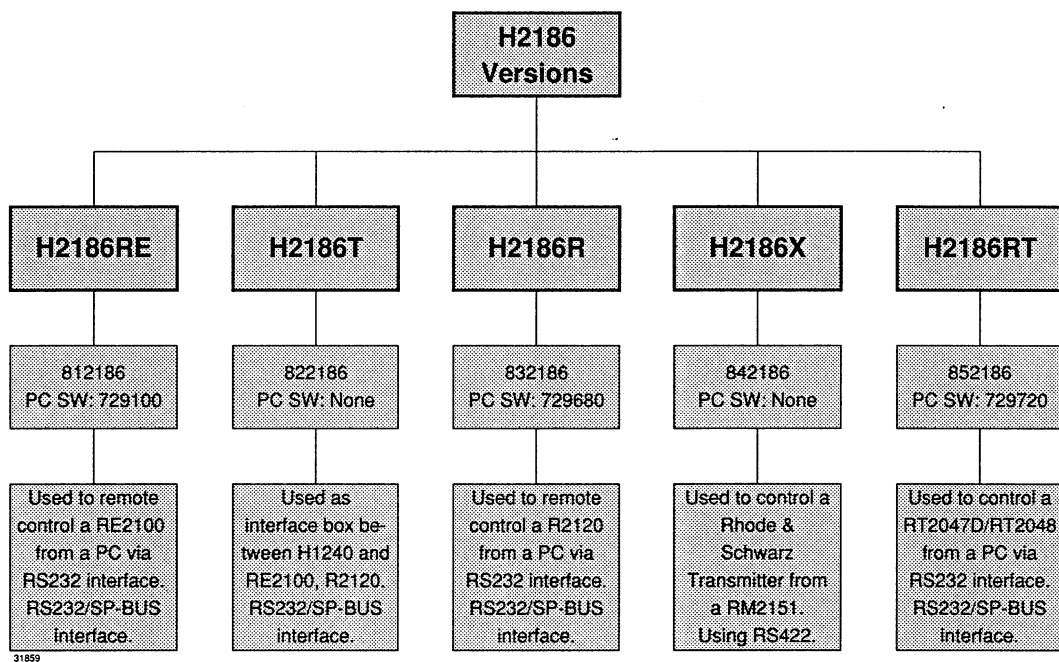 H2186
Versions
H2186RE
H2186T
H2186R
H2186X
H2186RT
812186
PC SW: 729100
822186
PC SW: None
832186
PC SW: 729680
842186
PC SW: None
852186
PC SW: 729720
Used to remote
control a RE2100
from a PC via
RS232 interface.
RS232/SP-BUS
interface.
Used as
interface box be-
tween H1240 and
RE2100, R2120.
RS232/SP-BUS
interface.
Used to remote
control a R2120
from a PC via
RS232 interface.
RS232/SP-BUS
interface.
Used to control a
Rhode &
Schwarz
Transmitter from
a RM2151.
Using RS422.
Used to control a
RT2047D/RT2048
from a PC via
RS232 interface.
RS232/SP-BUS
interface.
31859